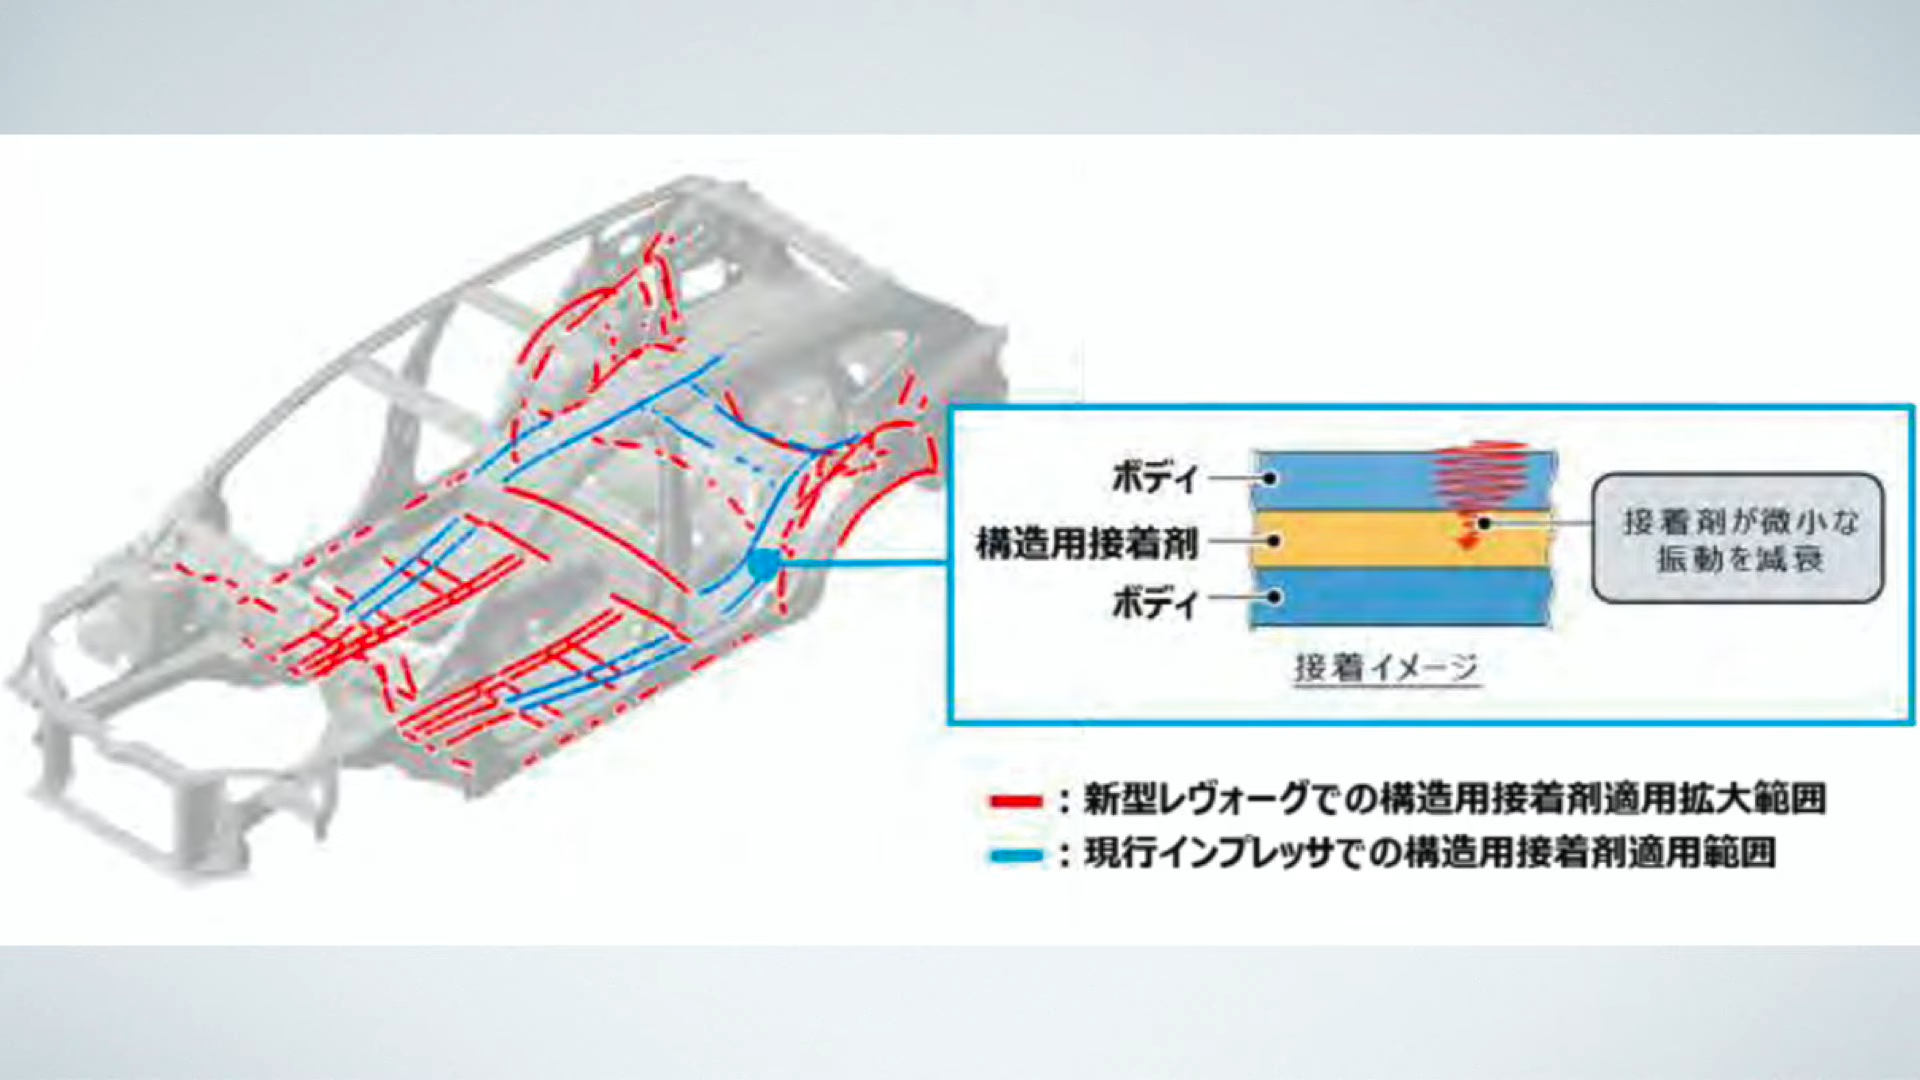 ボディ
構造用接着剤
ボディ
接着剤が微小な
振動を減衰
接着イメージ
：新型レヴォーグでの構造用接着剤適用拡大範囲
：現行インプレッサでの構造用接着剤適用範囲